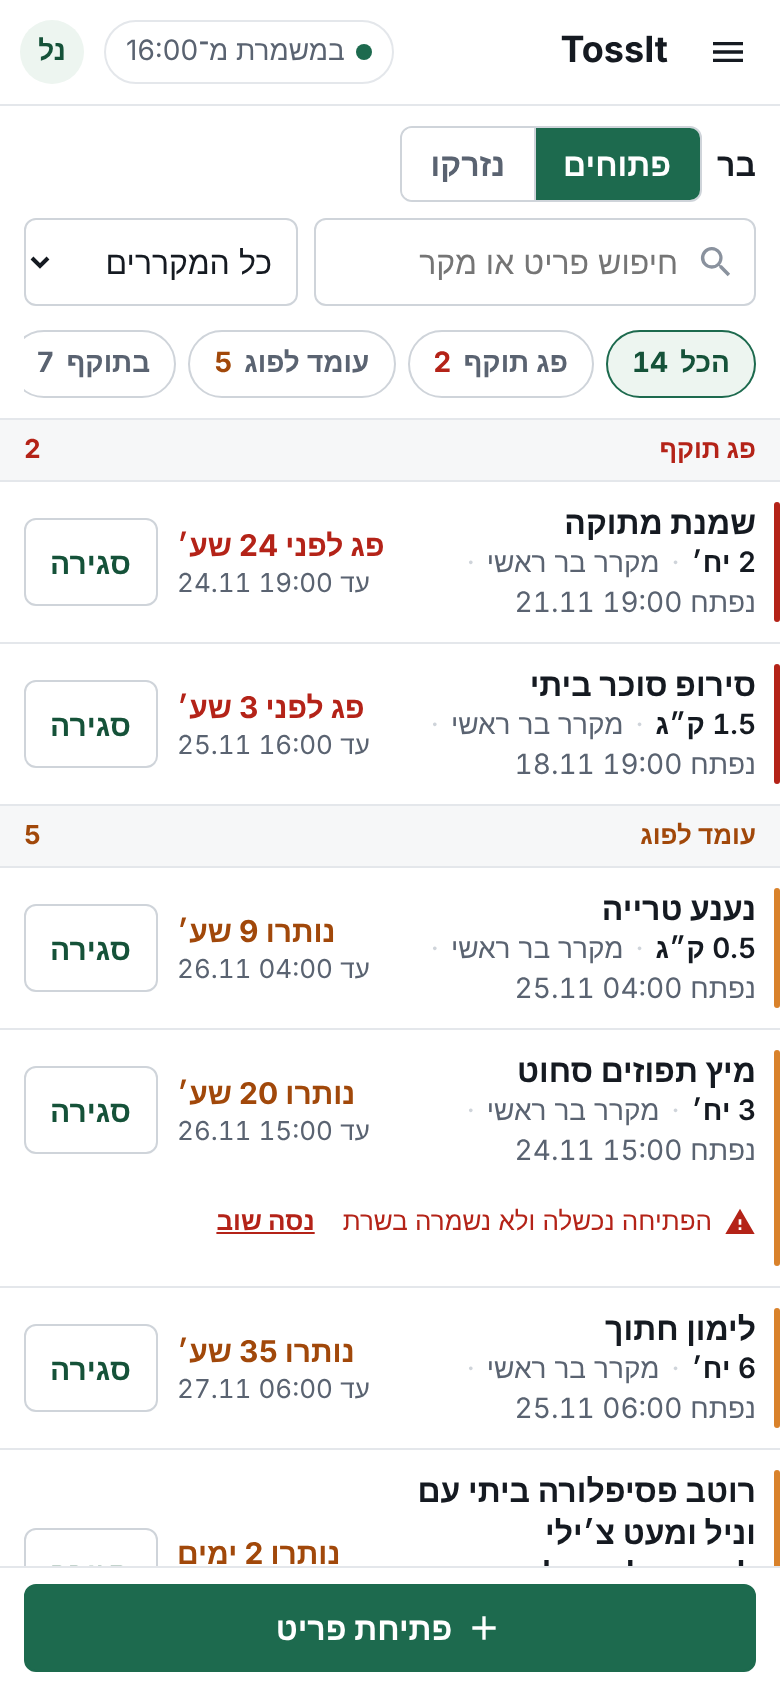 TossIt
במשמרת מ־16:00
נל
בר
פתוחים
נזרקו
חיפוש פריט או מקר
כל המקררים
הכל 14
פג תוקף 2
עומד לפוג 5
בתוקף 7
פג תוקף 2
שמנת מתוקה
2 יח׳ · מקרר בר ראשי ·
נפתח 19:00 21.11
פג לפני 24 שע׳
עד 19:00 24.11
סגירה
סירופ סוכר ביתי
1.5 ק״ג · מקרר בר ראשי ·
נפתח 19:00 18.11
פג לפני 3 שע׳
עד 16:00 25.11
סגירה
עומד לפוג 5
נענע טרייה
0.5 ק״ג · מקרר בר ראשי ·
נפתח 04:00 25.11
נותרו 9 שע׳
עד 04:00 26.11
סגירה
מיץ תפוזים סחוט
3 יח׳ · מקרר בר ראשי ·
נפתח 15:00 24.11
נותרו 20 שע׳
עד 15:00 26.11
סגירה
הפתיחה נכשלה ולא נשמרה בשרת
נסה שוב
לימון חתוך
6 יח׳ · מקרר בר ראשי ·
נפתח 06:00 25.11
נותרו 35 שע׳
עד 06:00 27.11
סגירה
רוטב פסיפלורה ביתי עם
וניל ומעט צ׳ילי
נותרו 2 ימים
+ פתיחת פריט